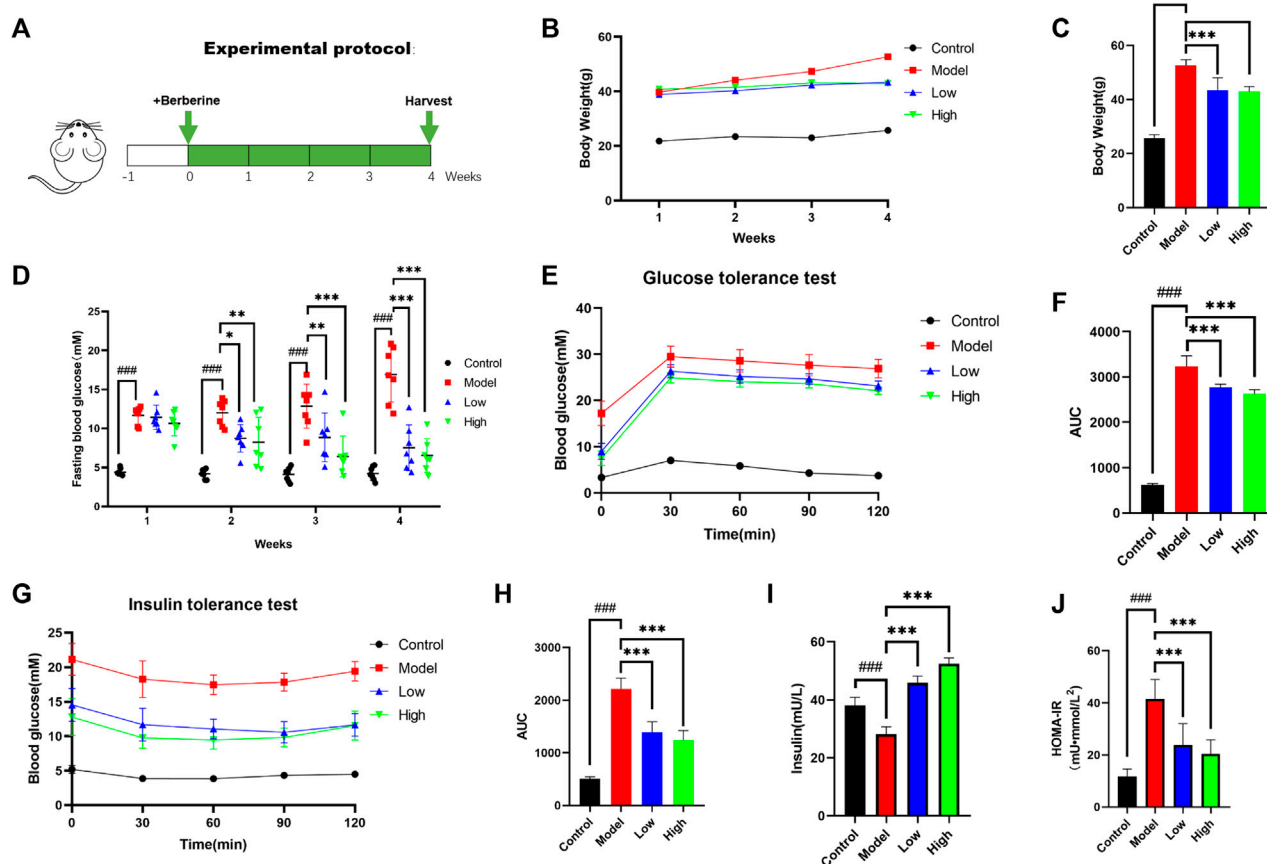 A
Experimental protocol:
+Berberine
Harvest
-1 0 1 2 3 4 Weeks
B
Body Weight(g)
60
40
20
0
1 2 3 4
Weeks
Control
Model
Low
High
C
Body Weight(g)
60
40
20
0
***
Control Model Low High
D
Fasting blood glucose(mM)
25
20
15
10
5
0
###
###
*
**
###
**
***
###
***
***
1 2 3 4
Weeks
Control
Model
Low
High
E
Glucose tolerance test
Blood glucose(mM)
40
30
20
10
0
0 30 60 90 120
Time(min)
Control
Model
Low
High
F
AUC
4000
3000
2000
1000
0
###
***
***
Control Model Low High
G
Insulin tolerance test
Blood glucose(mM)
25
20
15
10
5
0
0 30 60 90 120
Time(min)
Control
Model
Low
High
H
AUC
3000
2000
1000
0
###
***
***
Control Model Low High
I
Insulin(mU/L)
60
40
20
0
###
***
***
Control Model Low High
J
HOMA-IR
(mU•mmol/L²)
60
40
20
0
###
***
***
Control Model Low High